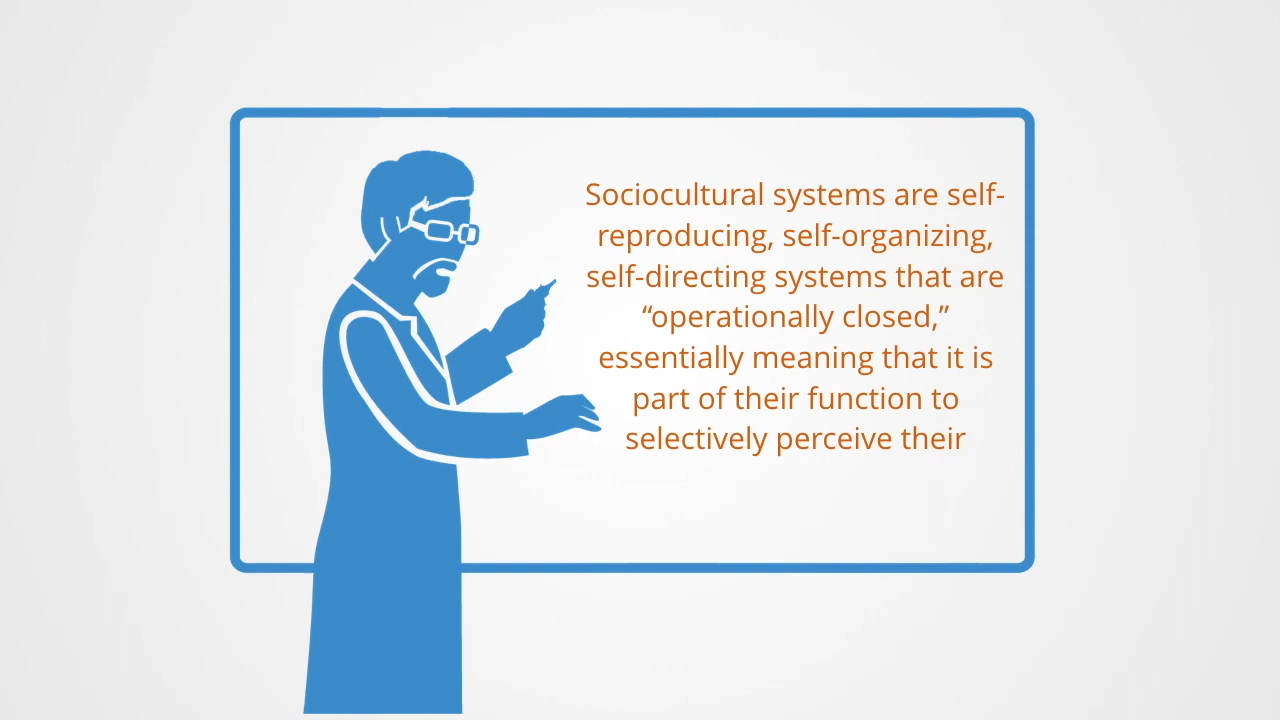 Sociocultural systems are self-
reproducing, self-organizing,
self-directing systems that are
“operationally closed,”
essentially meaning that it is
part of their function to
selectively perceive their